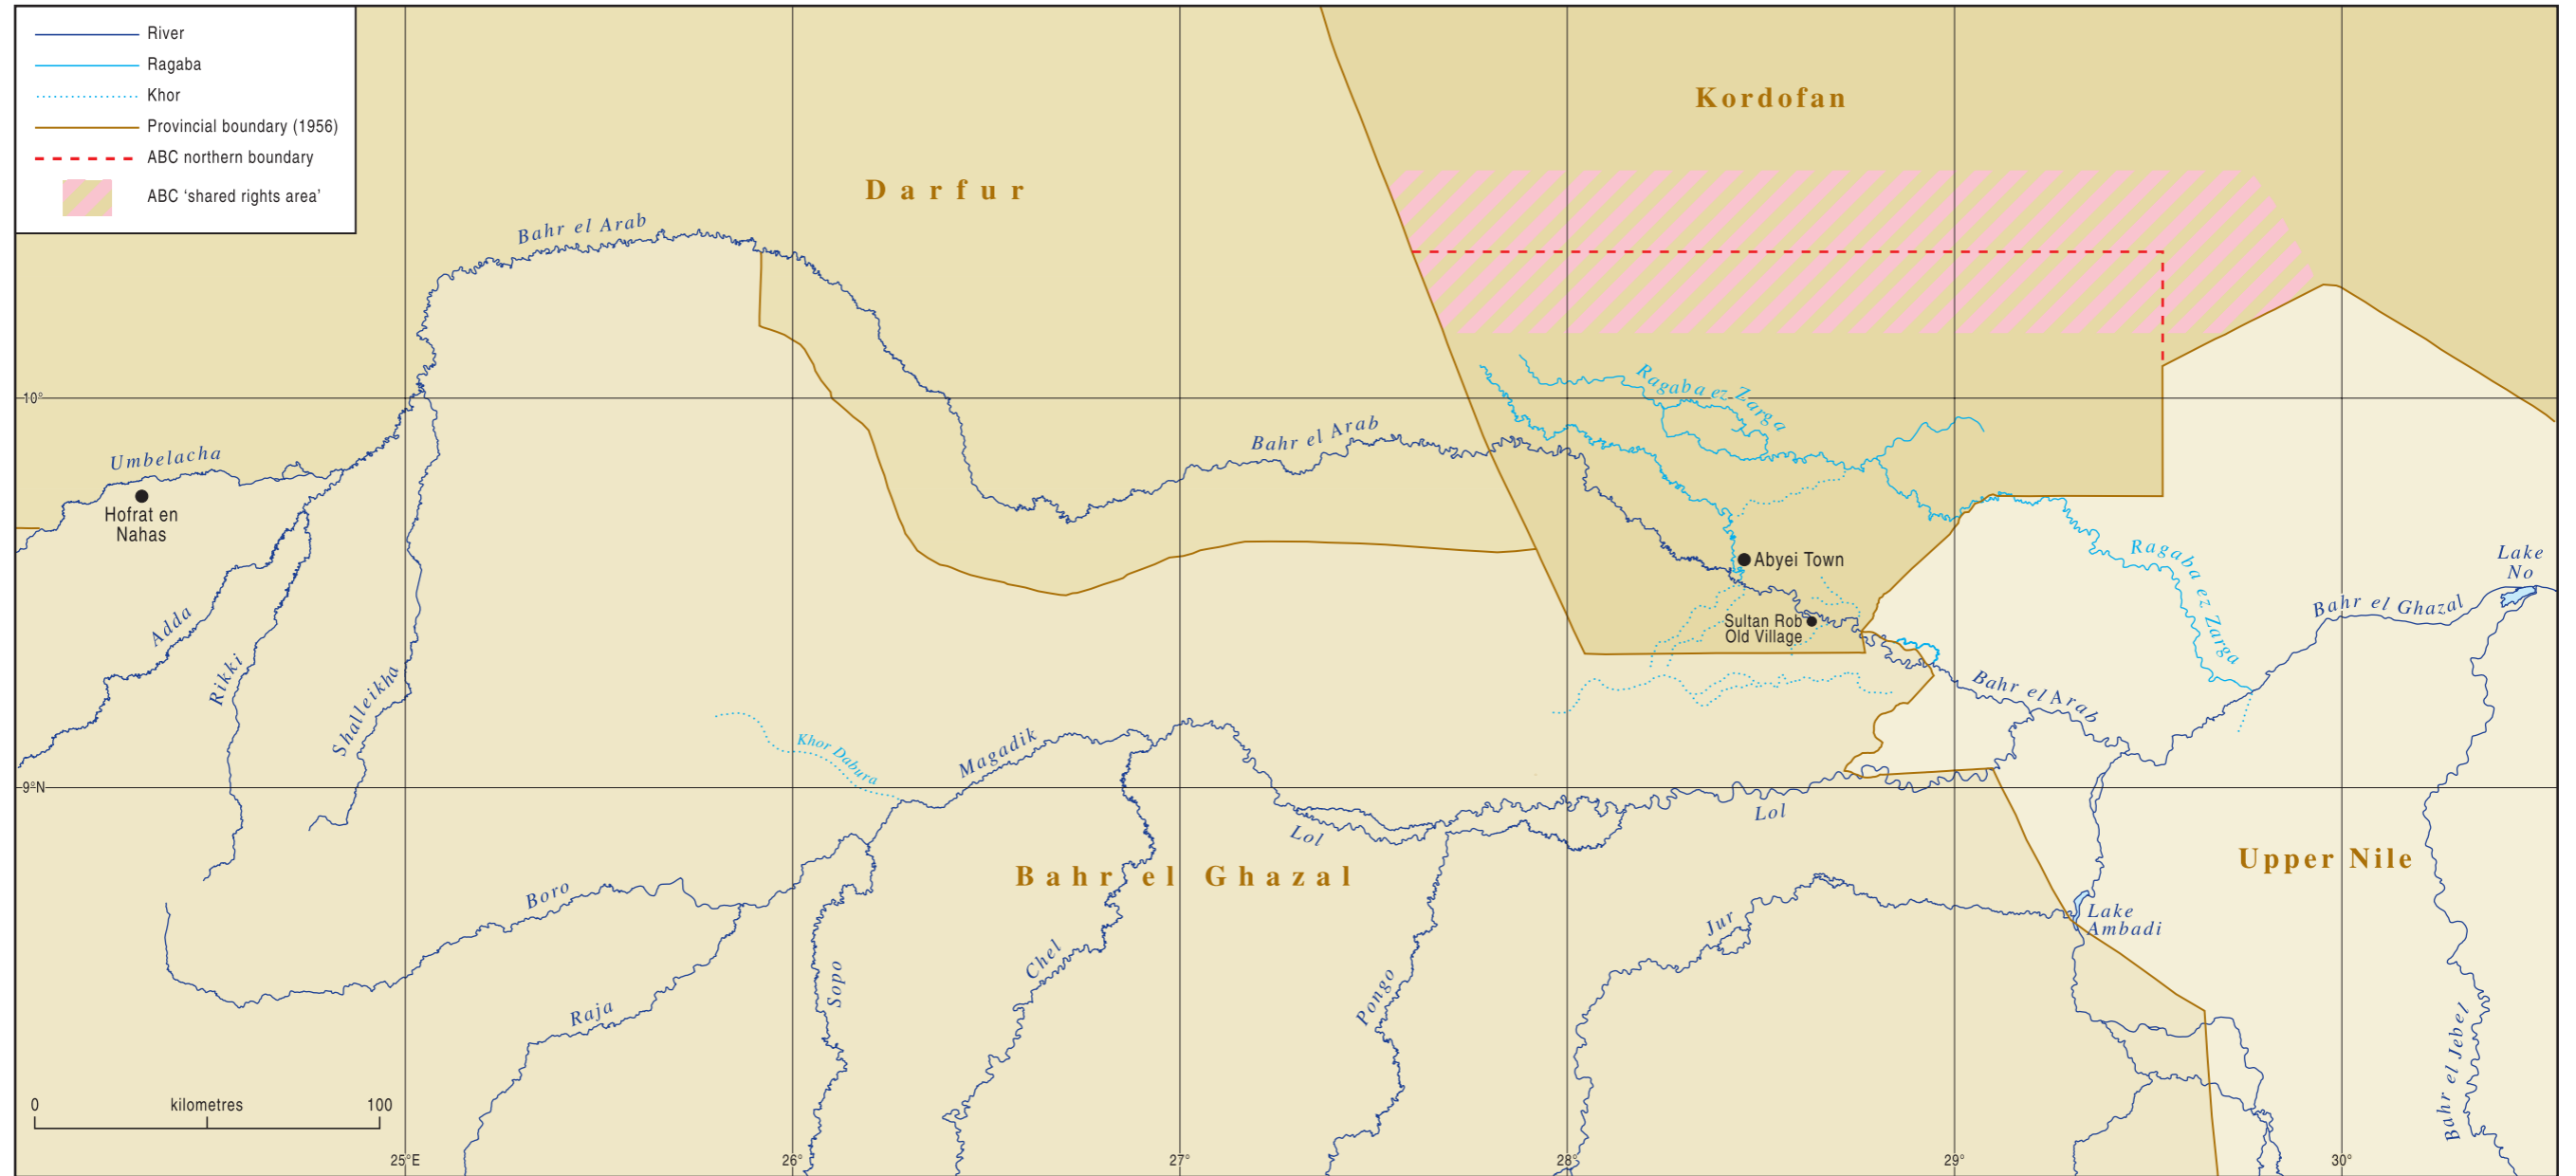 River
Ragaba
Khor
Provincial boundary (1956)
ABC northern boundary
ABC ‘shared rights area’
Kordofan
Darfur
Bahr el Arab
Ragaba ez Zarga
10°
Bahr el Arab
Umbelacha
Hofrat en
Nahas
Abyei Town
Ragaba ez Zarga
Lake
No
Bahr el Ghazal
Adda
Sultan Rob
Old Village
Rikki
Shalleikha
Bahr el Arab
Khor Dabura
Magadik
9°N
Lol
Lol
Bahr el Ghazal
Upper Nile
Boro
Jur
Lake
Ambadi
Chel
Sopo
Pongo
Raja
Bahr el Jebel
0 kilometres 100
25°E
26°
27°
28°
29°
30°